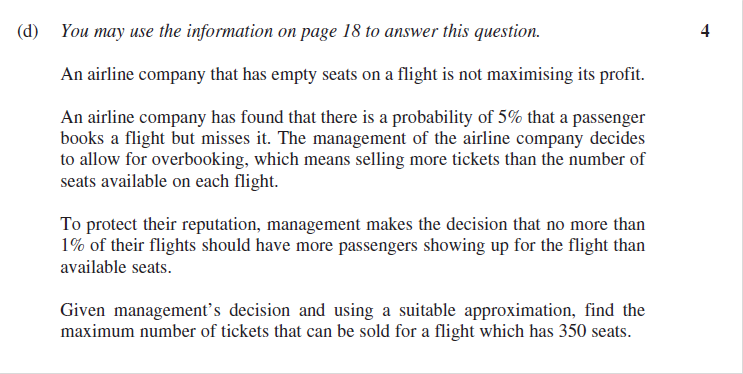 (d) You may use the information on page 18 to answer this question. 4
An airline company that has empty seats on a flight is not maximising its profit.
An airline company has found that there is a probability of 5% that a passenger
books a flight but misses it. The management of the airline company decides
to allow for overbooking, which means selling more tickets than the number of
seats available on each flight.
To protect their reputation, management makes the decision that no more than
1% of their flights should have more passengers showing up for the flight than
available seats.
Given management's decision and using a suitable approximation, find the
maximum number of tickets that can be sold for a flight which has 350 seats.